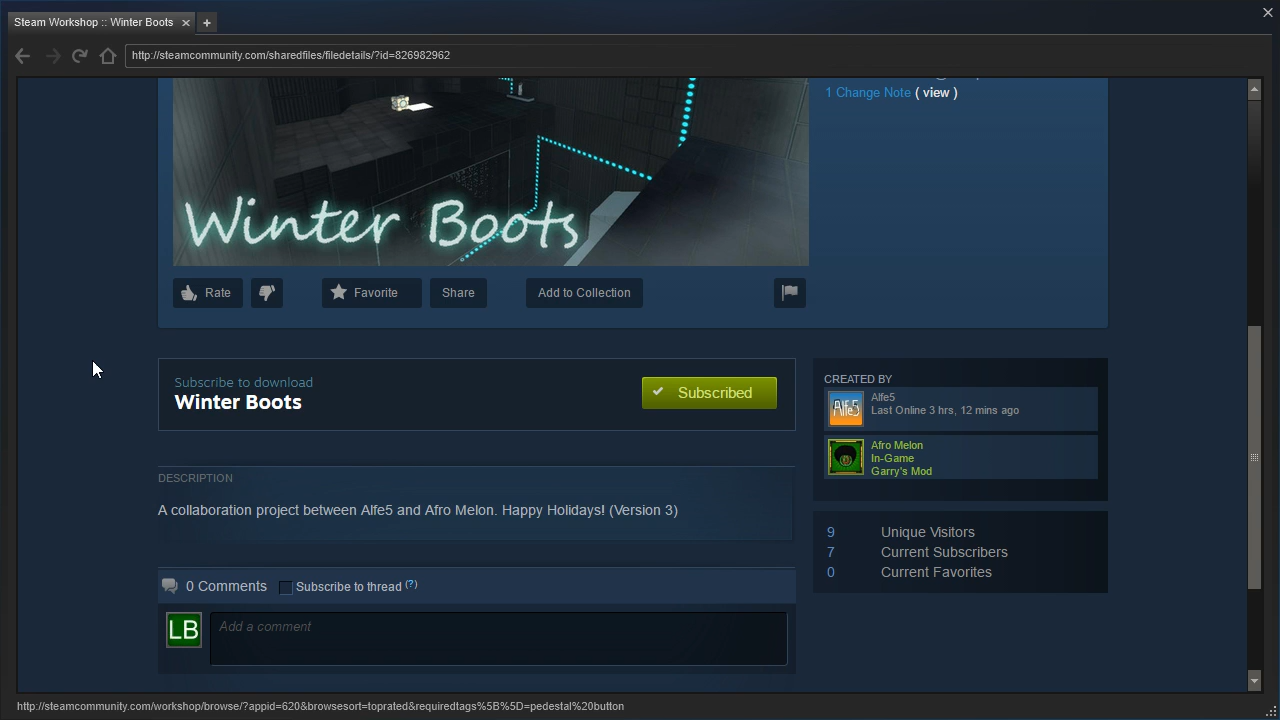 Steam Workshop :: Winter Boots
http://steamcommunity.com/sharedfiles/filedetails/?id=826982962
1 Change Note ( view )
Winter Boots
Rate
Favorite
Share
Add to Collection
Subscribe to download
Winter Boots
Subscribed
CREATED BY
Alfe5
Alfe5
Last Online 3 hrs, 12 mins ago
Afro Melon
In-Game
Garry's Mod
DESCRIPTION
A collaboration project between Alfe5 and Afro Melon. Happy Holidays! (Version 3)
9 Unique Visitors
7 Current Subscribers
0 Current Favorites
0 Comments Subscribe to thread (?)
LB
Add a comment
http://steamcommunity.com/workshop/browse/?appid=620&browsesort=toprated&requiredtags%5B%5D=pedestal%20button